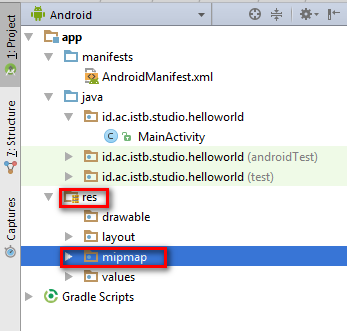 Android
1: Project
7: Structure
Captures
app
manifests
AndroidManifest.xml
java
id.ac.istb.studio.helloworld
C MainActivity
id.ac.istb.studio.helloworld (androidTest)
id.ac.istb.studio.helloworld (test)
res
drawable
layout
mipmap
values
Gradle Scripts